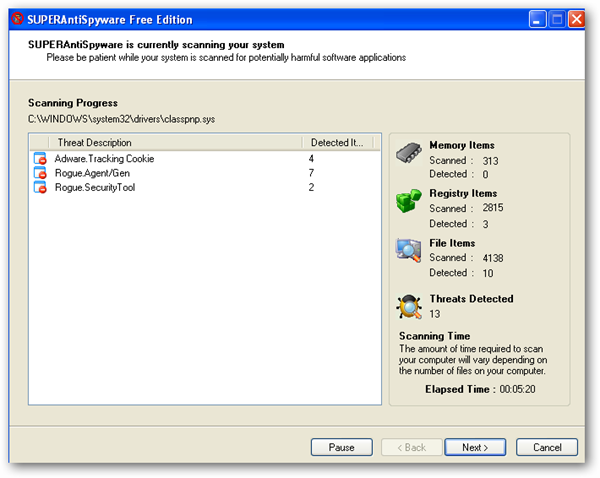 SUPERAntiSpyware Free Edition
SUPERAntiSpyware is currently scanning your system
Please be patient while your system is scanned for potentially harmful software applications
Scanning Progress
C:\WINDOWS\system32\drivers\classpnp.sys
Threat Description Detected It...
Adware.Tracking Cookie 4
Rogue.Agent/Gen 7
Rogue.SecurityTool 2
Memory Items
Scanned : 313
Detected : 0
Registry Items
Scanned : 2815
Detected : 3
File Items
Scanned : 4138
Detected : 10
Threats Detected
13
Scanning Time
The amount of time required to scan
your computer will vary depending on
the number of files on your computer.
Elapsed Time : 00:05:20
Pause < Back Next > Cancel